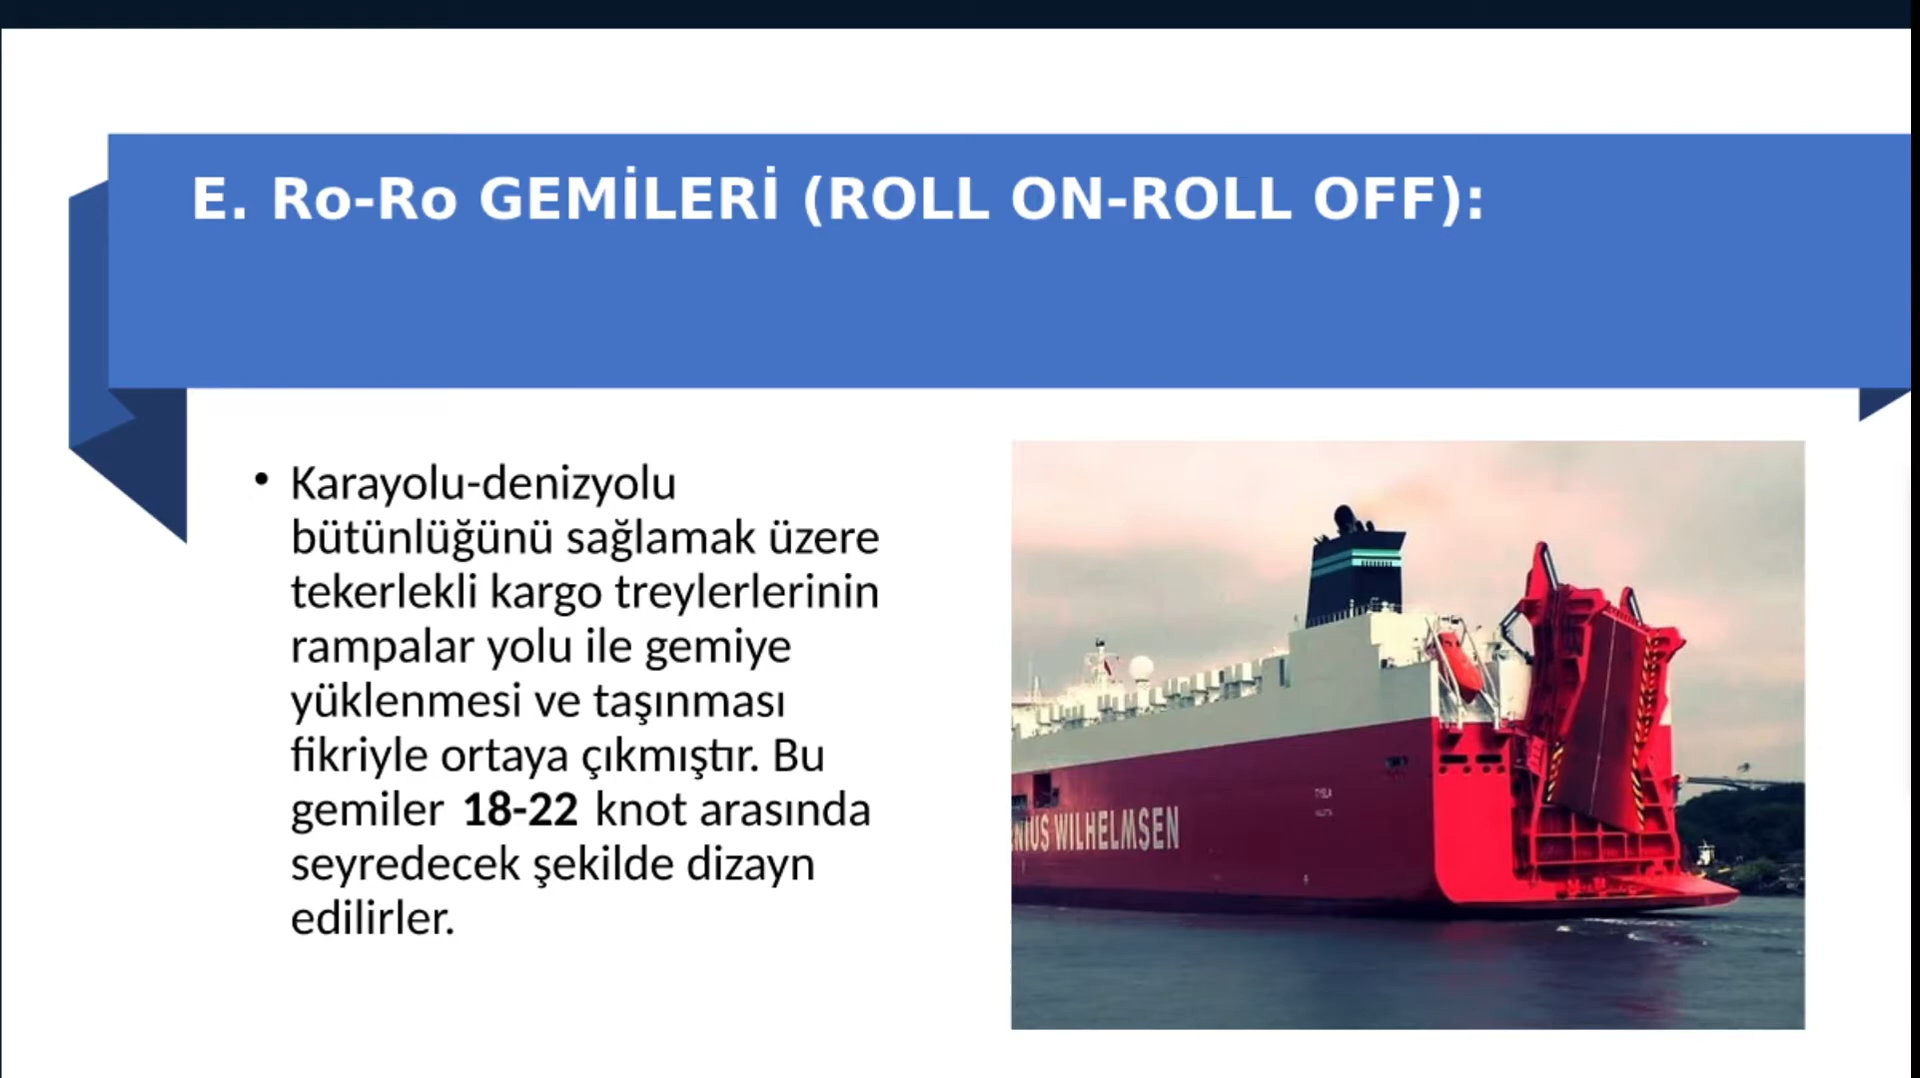 E. Ro-Ro GEMİLERİ (ROLL ON-ROLL OFF):
• Karayolu-denizyolu
bütünlüğünü sağlamak üzere
tekerlekli kargo treylerlerinin
rampalar yolu ile gemiye
yüklenmesi ve taşınması
fikriyle ortaya çıkmıştır. Bu
gemiler 18-22 knot arasında
seyredecek şekilde dizayn
edilirler.
NIUS WILHELMSEN